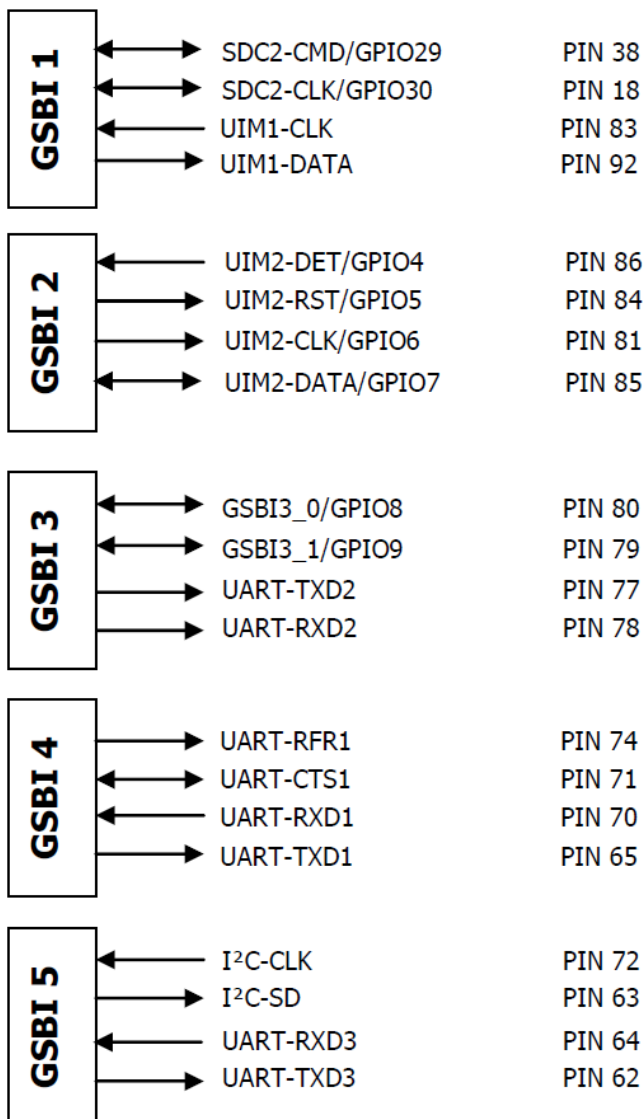 GSBI 1
SDC2-CMD/GPIO29 PIN 38
SDC2-CLK/GPIO30 PIN 18
UIM1-CLK PIN 83
UIM1-DATA PIN 92
GSBI 2
UIM2-DET/GPIO4 PIN 86
UIM2-RST/GPIO5 PIN 84
UIM2-CLK/GPIO6 PIN 81
UIM2-DATA/GPIO7 PIN 85
GSBI 3
GSBI3_0/GPIO8 PIN 80
GSBI3_1/GPIO9 PIN 79
UART-TXD2 PIN 77
UART-RXD2 PIN 78
GSBI 4
UART-RFR1 PIN 74
UART-CTS1 PIN 71
UART-RXD1 PIN 70
UART-TXD1 PIN 65
GSBI 5
I²C-CLK PIN 72
I²C-SD PIN 63
UART-RXD3 PIN 64
UART-TXD3 PIN 62